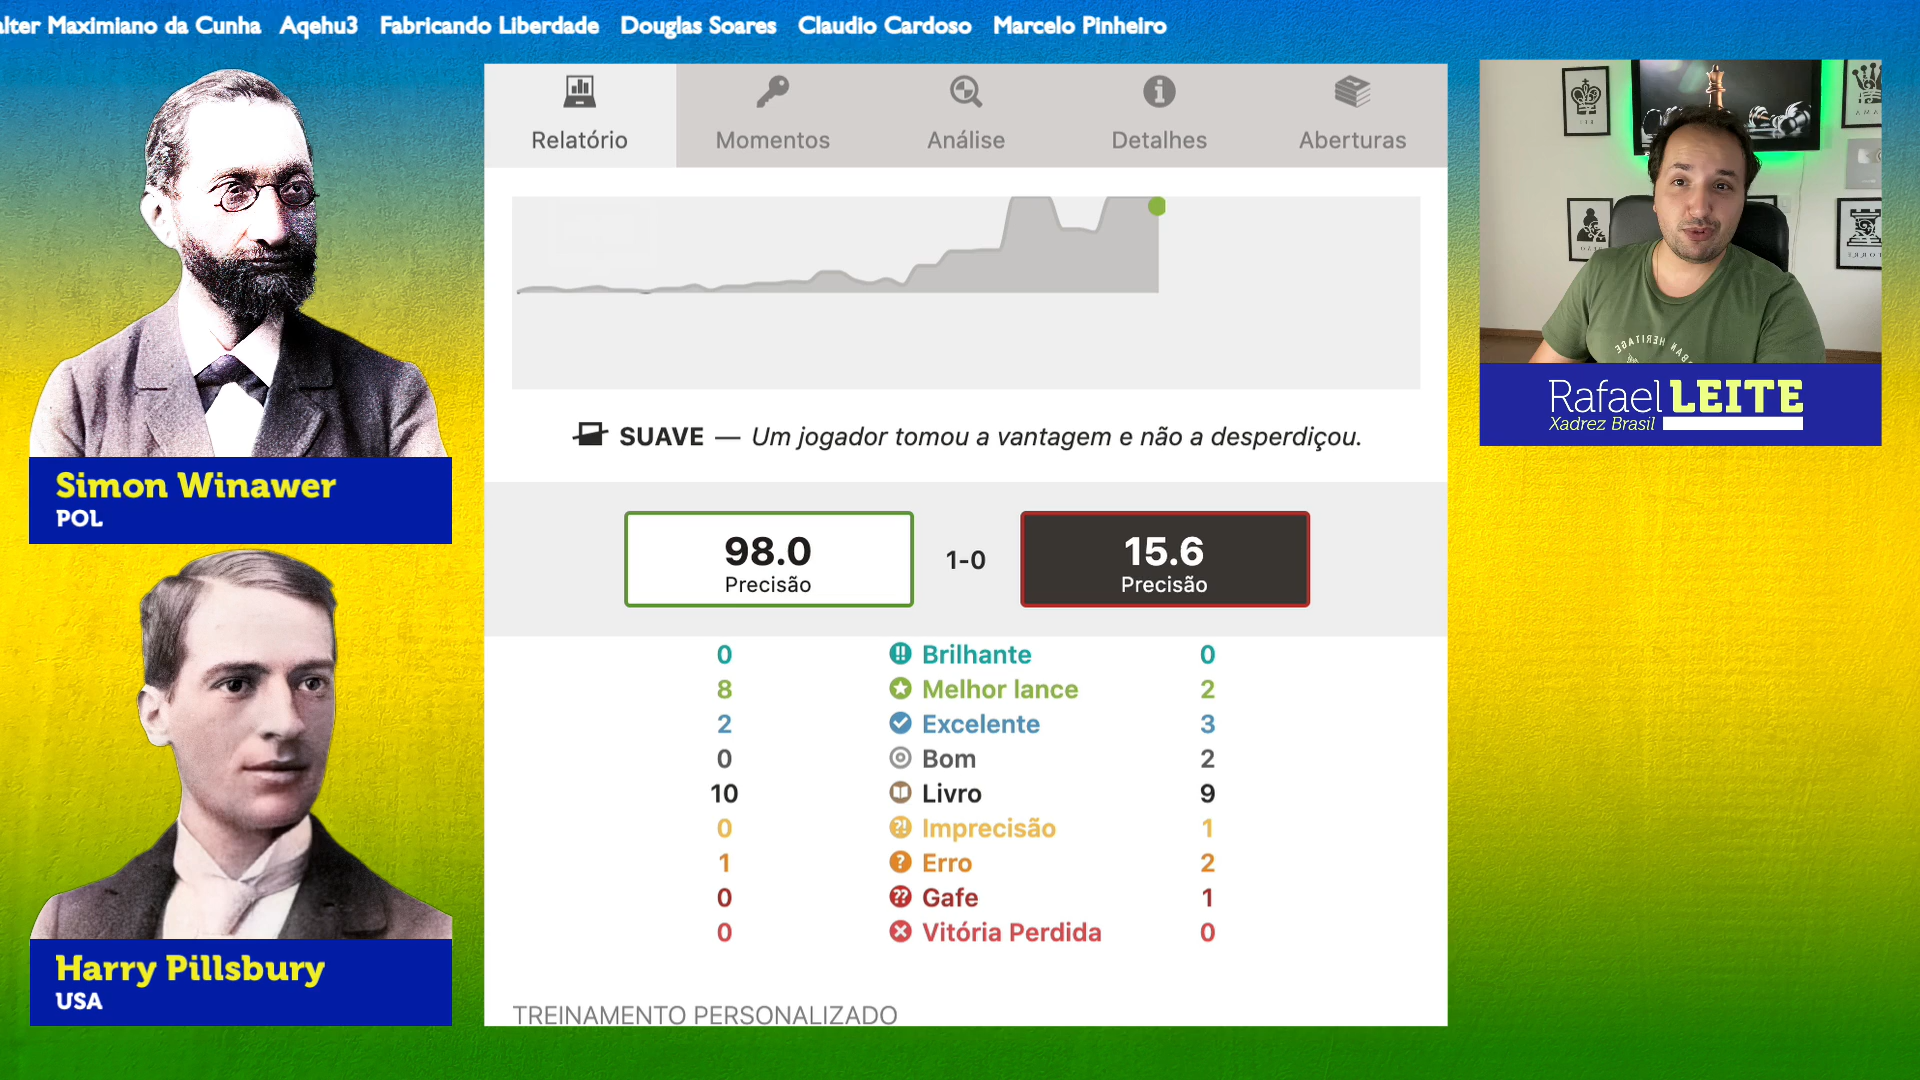 Maximiano da Cunha Aqehu3 Fabricando Liberdade Douglas Soares Claudio Cardoso Marcelo Pinheiro
Relatório Momentos Análise Detalhes Aberturas
SUAVE — Um jogador tomou a vantagem e não a desperdiçou.
98.0 1-0 15.6
Precisão Precisão
0 !! Brilhante 0
8 Melhor lance 2
2 Excelente 3
0 Bom 2
10 Livro 9
0 ?! Imprecisão 1
1 ? Erro 2
0 ?? Gafe 1
0 Vitória Perdida 0
TREINAMENTO PERSONALIZADO
Simon Winawer
POL
Harry Pillsbury
USA
Rafael LEITE
Xadrez Brasil